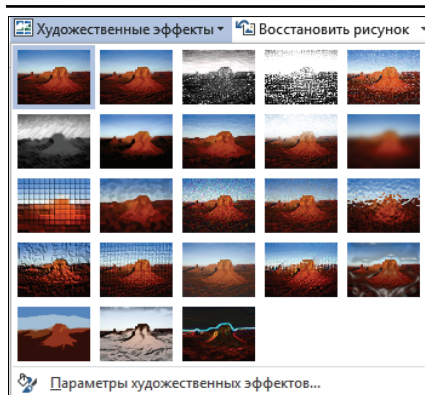 Художественные эффекты Восстановить рисунок
Параметры художественных эффектов...